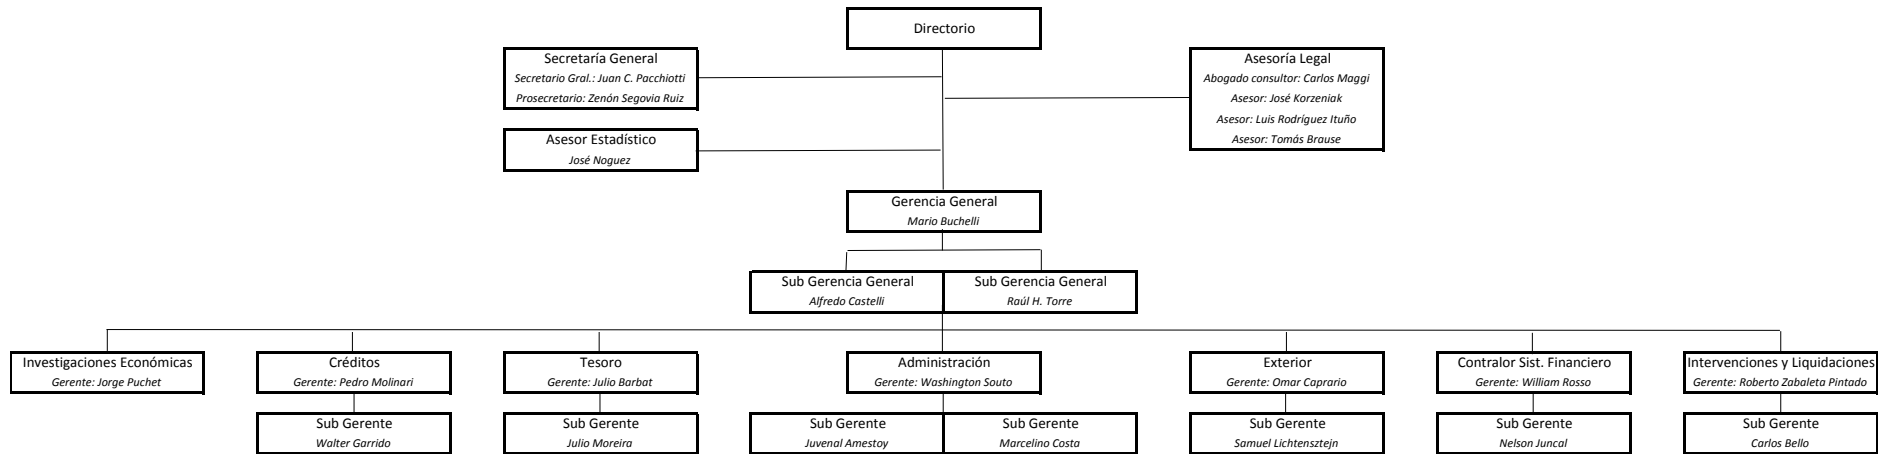 Directorio
Secretaría General
Secretario Gral.: Juan C. Pacchiotti
Prosecretario: Zenón Segovia Ruiz
Asesoría Legal
Abogado consultor: Carlos Maggi
Asesor: José Korzeniak
Asesor: Luis Rodríguez Ituño
Asesor: Tomás Brause
Asesor Estadístico
José Noguez
Gerencia General
Mario Buchelli
Sub Gerencia General
Alfredo Castelli
Sub Gerencia General
Raúl H. Torre
Investigaciones Económicas
Gerente: Jorge Puchet
Créditos
Gerente: Pedro Molinari
Tesoro
Gerente: Julio Barbat
Administración
Gerente: Washington Souto
Exterior
Gerente: Omar Caprario
Contralor Sist. Financiero
Gerente: William Rosso
Intervenciones y Liquidaciones
Gerente: Roberto Zabaleta Pintado
Sub Gerente
Walter Garrido
Sub Gerente
Julio Moreira
Sub Gerente
Juvenal Amestoy
Sub Gerente
Marcelino Costa
Sub Gerente
Samuel Lichtensztejn
Sub Gerente
Nelson Juncal
Sub Gerente
Carlos Bello